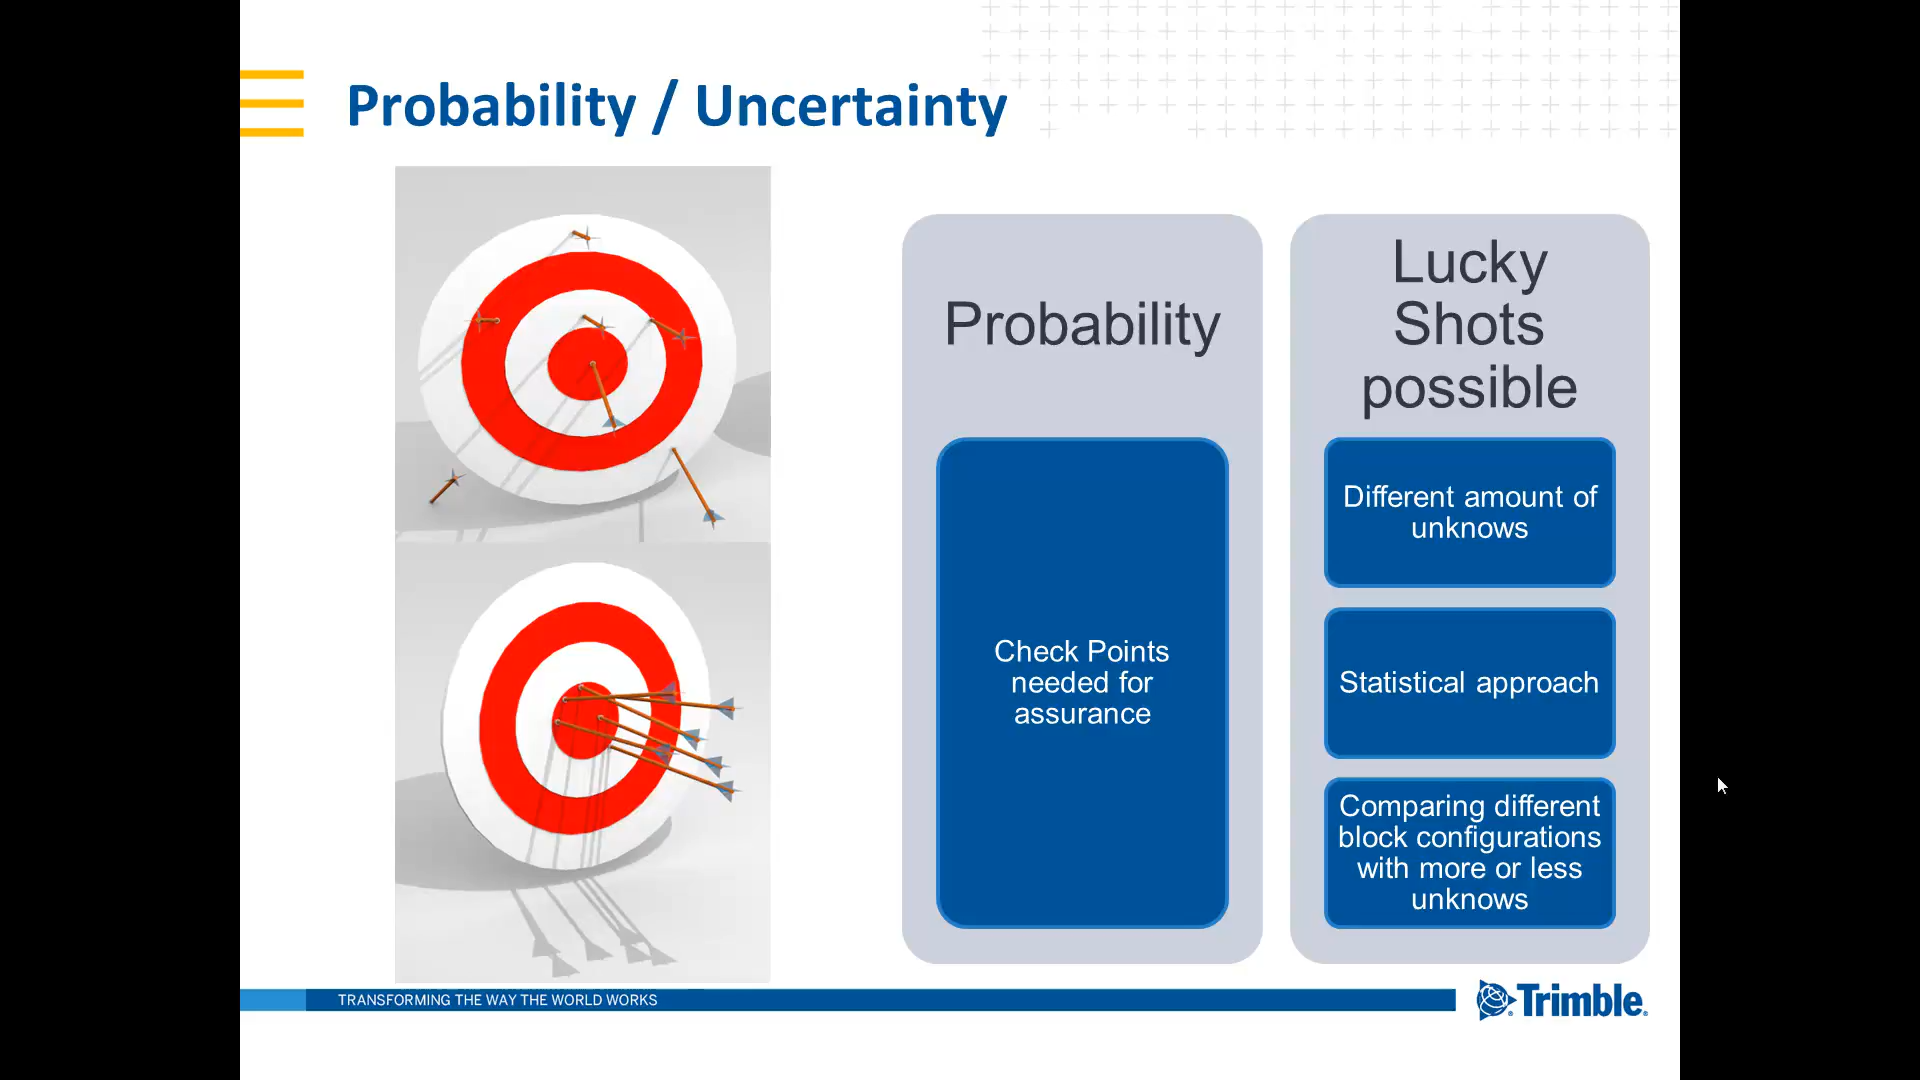 Probability / Uncertainty
Probability
Check Points
needed for
assurance
Lucky
Shots
possible
Different amount of
unknows
Statistical approach
Comparing different
block configurations
with more or less
unknows
TRANSFORMING THE WAY THE WORLD WORKS
Trimble